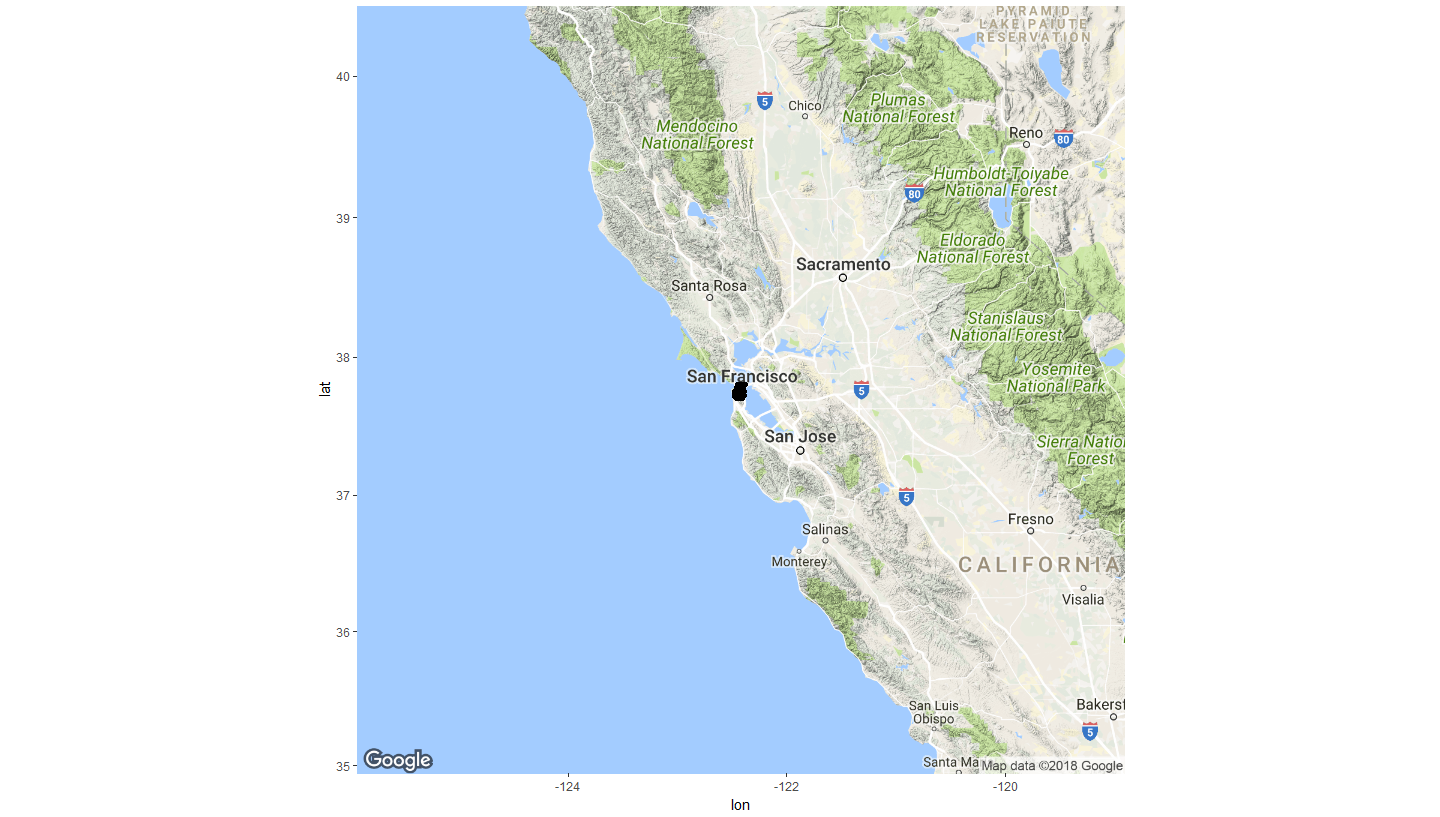 PYRAMID
LAKE PAIUTE
RESERVATION
40
5
Chico
Plumas
National Forest
Mendocino
National Forest
Reno
80
Humboldt-Toiyabe
National Forest
80
39
Eldorado
National Forest
Sacramento
Santa Rosa
Stanislaus
National Forest
38
San Francisco
Yosemite
National Park
5
lat
San Jose
Sierra Natio
Forest
37
5
Salinas
Fresno
Monterey
CALIFORNIA
Visalia
36
San Luis
Obispo
Bakersf
5
Google
Santa Ma
Map data ©2018 Google
35
-124
-122
-120
lon